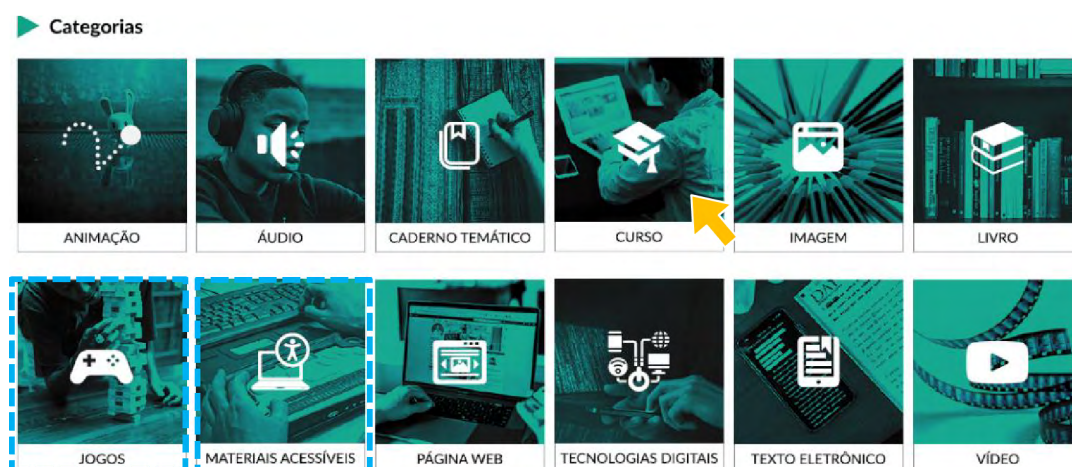 Categorias
ANIMAÇÃO
ÁUDIO
CADERNO TEMÁTICO
CURSO
IMAGEM
LIVRO
JOGOS
MATERIAIS ACESSÍVEIS
PÁGINA WEB
TECNOLOGIAS DIGITAIS
TEXTO ELETRÔNICO
VÍDEO